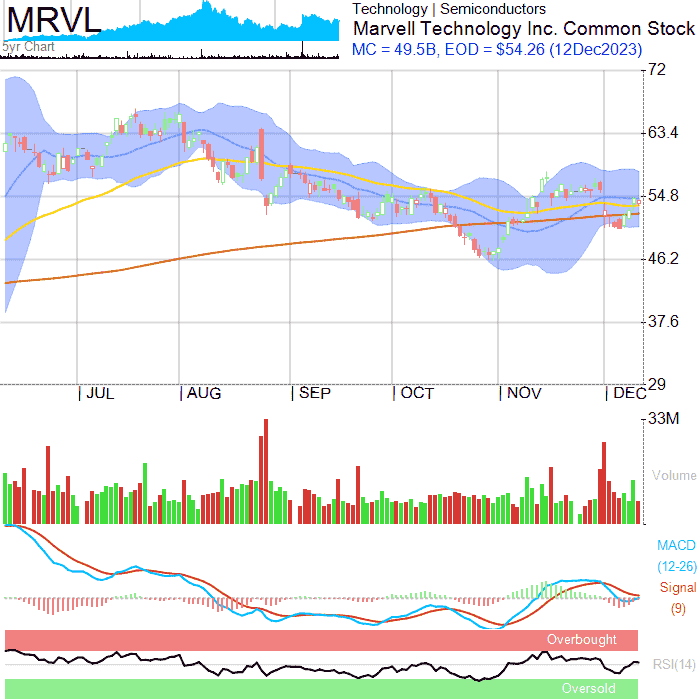 MRVL
5yr Chart
Technology | Semiconductors
Marvell Technology Inc. Common Stock
MC = 49.5B, EOD = $54.26 (12Dec2023)
72
63.4
54.8
46.2
37.6
29
| JUL | AUG | SEP | OCT | NOV | DEC
33M
Volume
MACD
(12-26)
Signal
(9)
Overbought
RSI(14)
Oversold